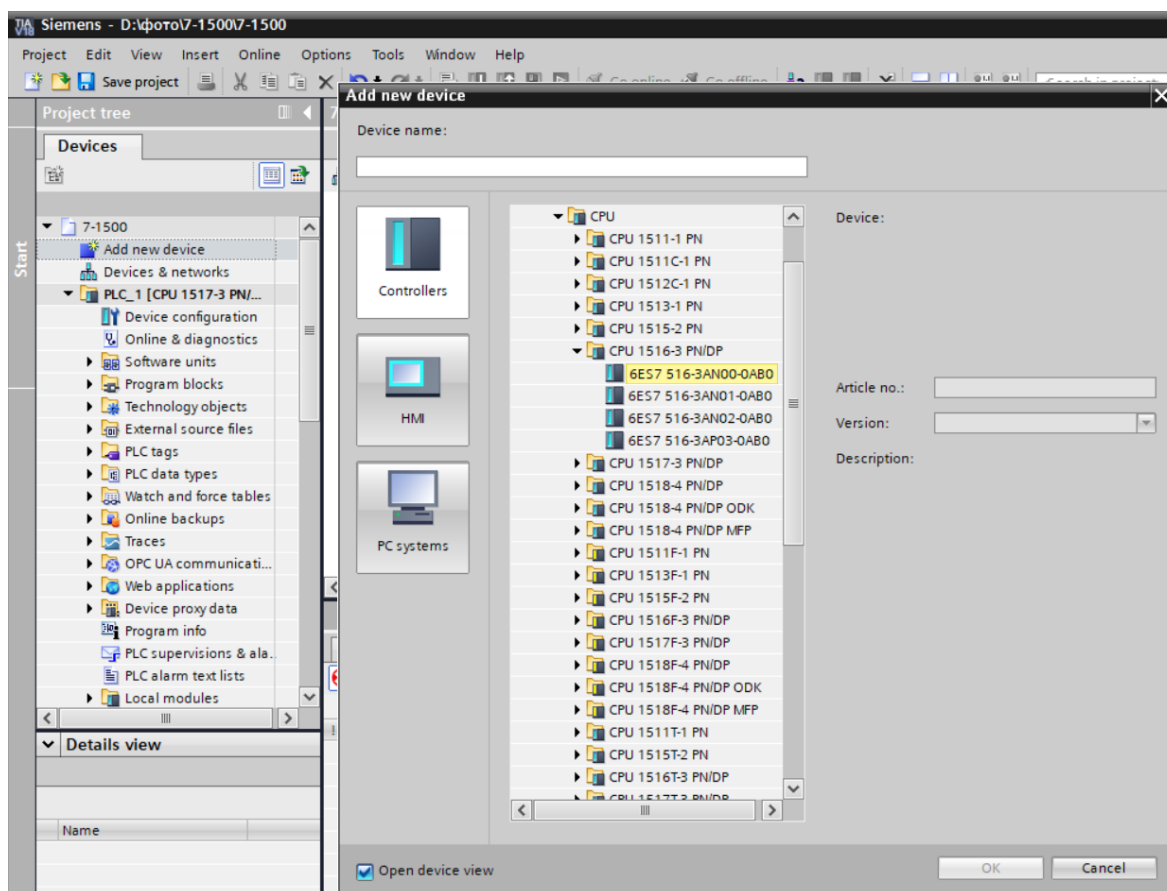 TIA V18 Siemens - D:\фото\7-1500\7-1500
Project Edit View Insert Online Options Tools Window Help
Save project
Go online Go offline
Project tree
Devices
Start
7-1500
Add new device
Devices & networks
PLC_1 [CPU 1517-3 PN/...
Device configuration
Online & diagnostics
Software units
Program blocks
Technology objects
External source files
PLC tags
PLC data types
Watch and force tables
Online backups
Traces
OPC UA communicati...
Web applications
Device proxy data
Program info
PLC supervisions & ala..
PLC alarm text lists
Local modules
Details view
Name
Add new device
Device name:
Controllers
HMI
PC systems
CPU
CPU 1511-1 PN
CPU 1511C-1 PN
CPU 1512C-1 PN
CPU 1513-1 PN
CPU 1515-2 PN
CPU 1516-3 PN/DP
6ES7 516-3AN00-0AB0
6ES7 516-3AN01-0AB0
6ES7 516-3AN02-0AB0
6ES7 516-3AP03-0AB0
CPU 1517-3 PN/DP
CPU 1518-4 PN/DP
CPU 1518-4 PN/DP ODK
CPU 1518-4 PN/DP MFP
CPU 1511F-1 PN
CPU 1513F-1 PN
CPU 1515F-2 PN
CPU 1516F-3 PN/DP
CPU 1517F-3 PN/DP
CPU 1518F-4 PN/DP
CPU 1518F-4 PN/DP ODK
CPU 1518F-4 PN/DP MFP
CPU 1511T-1 PN
CPU 1515T-2 PN
CPU 1516T-3 PN/DP
CPU 1517T-3 PN/DP
Device:
Article no.:
Version:
Description:
Open device view
OK
Cancel